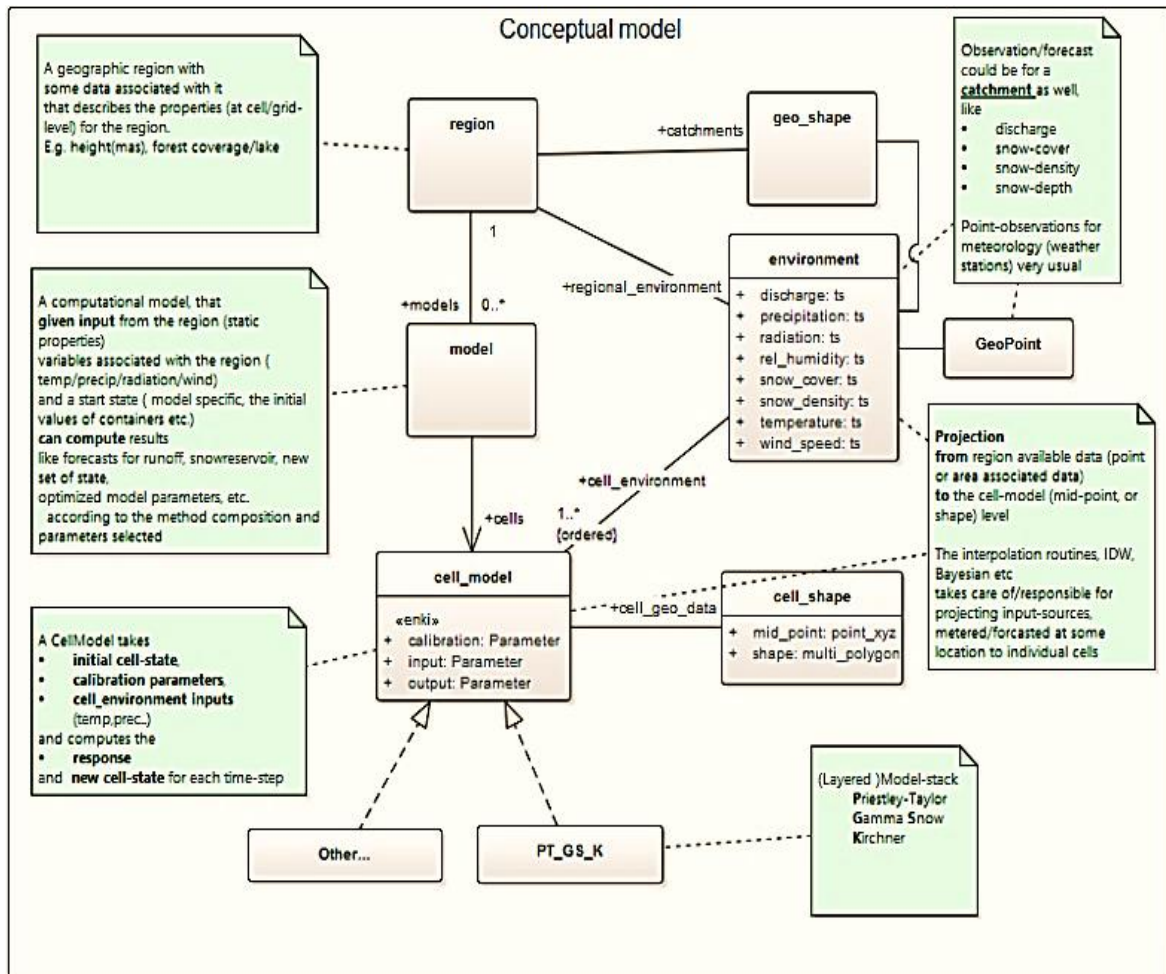 Conceptual model
A geographic region with
some data associated with it
that describes the properties (at cell/grid-
level) for the region.
E.g. height(mas), forest coverage/lake
region
+catchments
geo_shape
Observation/forecast
could be for a
catchment as well,
like
• discharge
• snow-cover
• snow-density
• snow-depth
Point-observations for
meteorology (weather
stations) very usual
1
+regional_environment
environment
+ discharge: ts
+ precipitation: ts
+ radiation: ts
+ rel_humidity: ts
+ snow_cover: ts
+ snow_density: ts
+ temperature: ts
+ wind_speed: ts
GeoPoint
A computational model, that
given input from the region (static
properties)
variables associated with the region (
temp/precip/radiation/wind)
and a start state ( model specific, the initial
values of containers etc.)
can compute results
like forecasts for runoff, snowreservoir, new
set of state,
optimized model parameters, etc.
according to the method composition and
parameters selected
+models 0..*
model
+cell_environment
+cells
1..*
{ordered}
Projection
from region available data (point
or area associated data)
to the cell-model (mid-point, or
shape) level
The interpolation routines, IDW,
Bayesian etc
takes care of/responsible for
projecting input-sources,
metered/forcasted at some
location to individual cells
cell_model
«enki»
+ calibration: Parameter
+ input: Parameter
+ output: Parameter
+cell_geo_data
cell_shape
+ mid_point: point_xyz
+ shape: multi_polygon
A CellModel takes
• initial cell-state,
• calibration parameters,
• cell_environment inputs
(temp,prec..)
and computes the
• response
and new cell-state for each time-step
Other...
PT_GS_K
(Layered )Model-stack
Priestley-Taylor
Gamma Snow
Kirchner